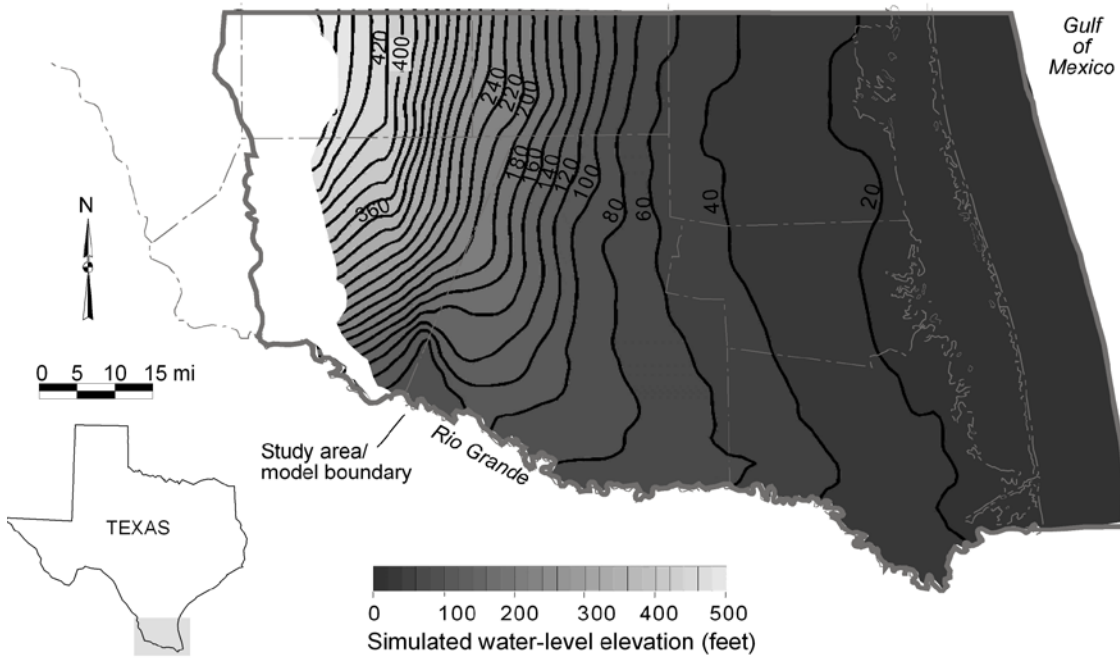 Gulf
of
Mexico
420
400
240
220
200
180
160
140
120
100
360
80
60
40
20
N
0 5 10 15 mi
Study area/
model boundary
Rio Grande
TEXAS
0 100 200 300 400 500
Simulated water-level elevation (feet)